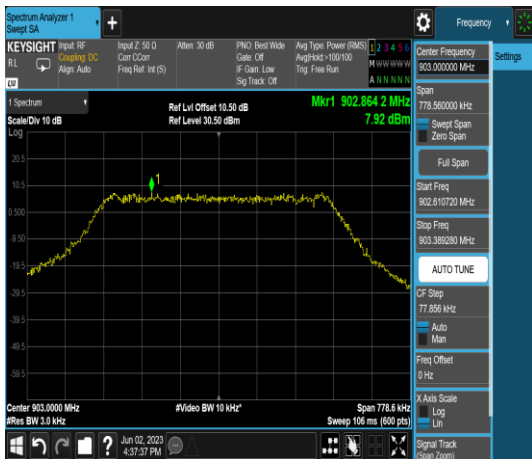 Spectrum Analyzer 1
Swept SA
Frequency
KEYSIGHT
Input: RF
Input Z: 50 Ω
Atten: 30 dB
PNO: Best Wide
Avg Type: Power (RMS)
1 2 3 4 5 6
RL
Coupling: DC
Corr CCorr
Gate: Off
Avg|Hold:>100/100
M W W W W W
Align: Auto
Freq Ref: Int (S)
IF Gain: Low
Trig: Free Run
Sig Track: Off
A N N N N N
LXI
1 Spectrum
Ref Lvl Offset 10.50 dB
Mkr1 902.864 2 MHz
Scale/Div 10 dB
Ref Level 30.50 dBm
7.92 dBm
Log
20.5
10.5
0.500
-9.50
-19.5
-29.5
-39.5
-49.5
-59.5
1
Center 903.0000 MHz
#Video BW 10 kHz*
Span 778.6 kHz
#Res BW 3.0 kHz
Sweep 106 ms (600 pts)
Jun 02, 2023
4:37:37 PM
Center Frequency
903.000000 MHz
Settings
Span
778.560000 kHz
Swept Span
Zero Span
Full Span
Start Freq
902.610720 MHz
Stop Freq
903.389280 MHz
AUTO TUNE
CF Step
77.856 kHz
Auto
Man
Freq Offset
0 Hz
X Axis Scale
Log
Lin
Signal Track
(Span Zoom)